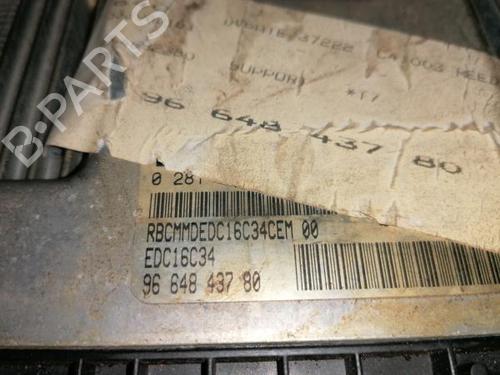 B-PARTS
SUPPORT
96 648 437 80
0 281
RBCMMDEDC16C34CEM 00
EDC16C34
96 648 437 80